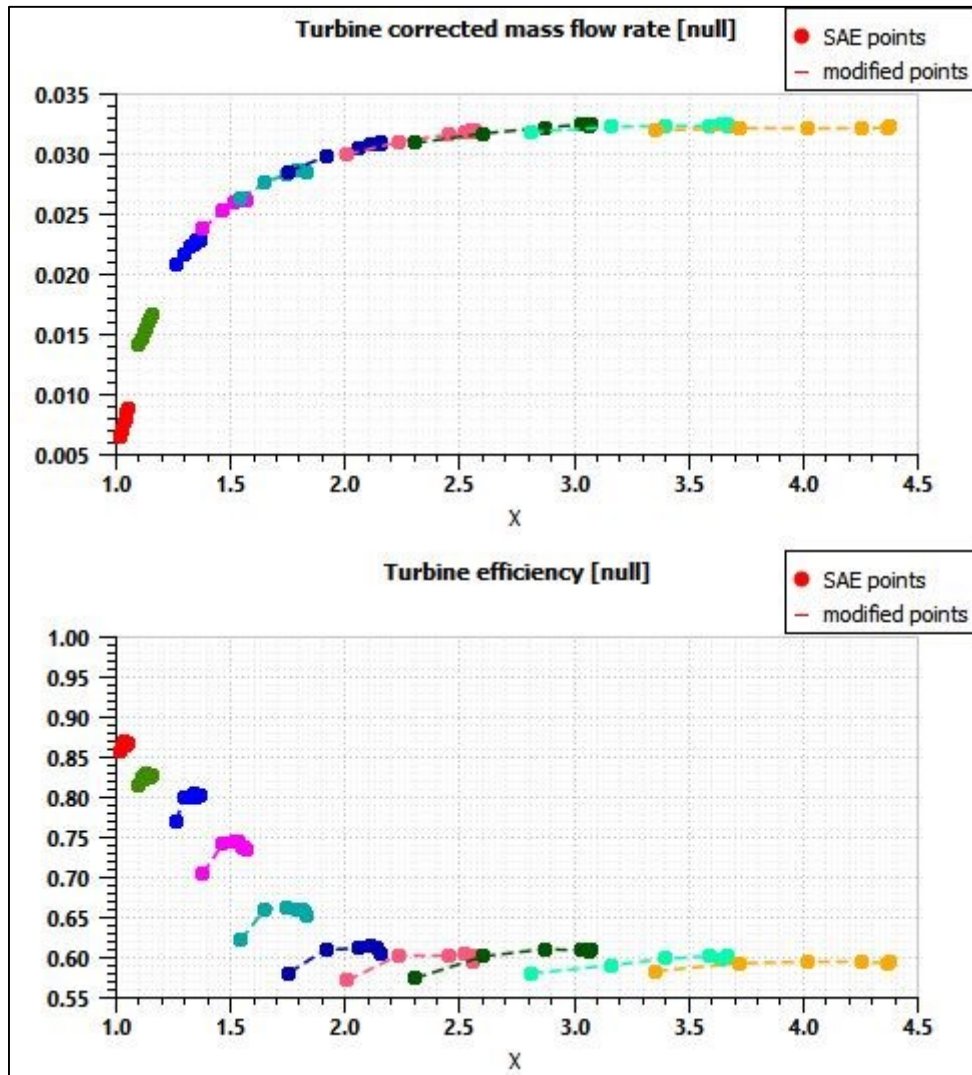 Turbine corrected mass flow rate [null]
SAE points
modified points
0.035
0.030
0.025
0.020
0.015
0.010
0.005
1.0 1.5 2.0 2.5 3.0 3.5 4.0 4.5
X
Turbine efficiency [null]
SAE points
modified points
1.00
0.95
0.90
0.85
0.80
0.75
0.70
0.65
0.60
0.55
1.0 1.5 2.0 2.5 3.0 3.5 4.0 4.5
X